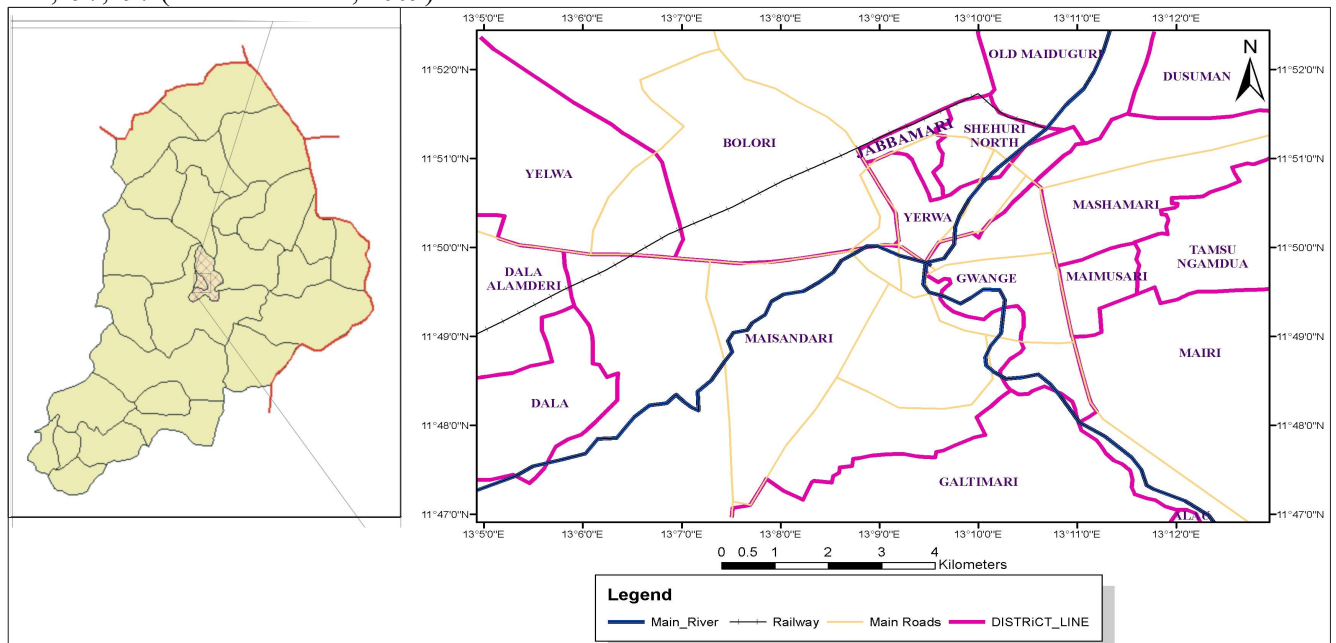 13°5'0"E 13°6'0"E 13°7'0"E 13°8'0"E 13°9'0"E 13°10'0"E 13°11'0"E 13°12'0"E
N
OLD MAIDUGURI
11°52'0"N 11°52'0"N
DUSUMAN
JABBAMARI
SHEHURI
NORTH
BOLORI
11°51'0"N 11°51'0"N
YELWA
MASHAMARI
YERWA
11°50'0"N 11°50'0"N
TAMSU
NGAMDUA
DALA
ALAMDERI
GWANGE
MAIMUSARI
11°49'0"N 11°49'0"N
MAISANDARI
MAIRI
DALA
11°48'0"N 11°48'0"N
GALTIMARI
11°47'0"N 11°47'0"N
ALAU
13°5'0"E 13°6'0"E 13°7'0"E 13°8'0"E 13°9'0"E 13°10'0"E 13°11'0"E 13°12'0"E
0 0.5 1 2 3 4
Kilometers
Legend
Main_River Railway Main Roads DISTRiCT_LINE